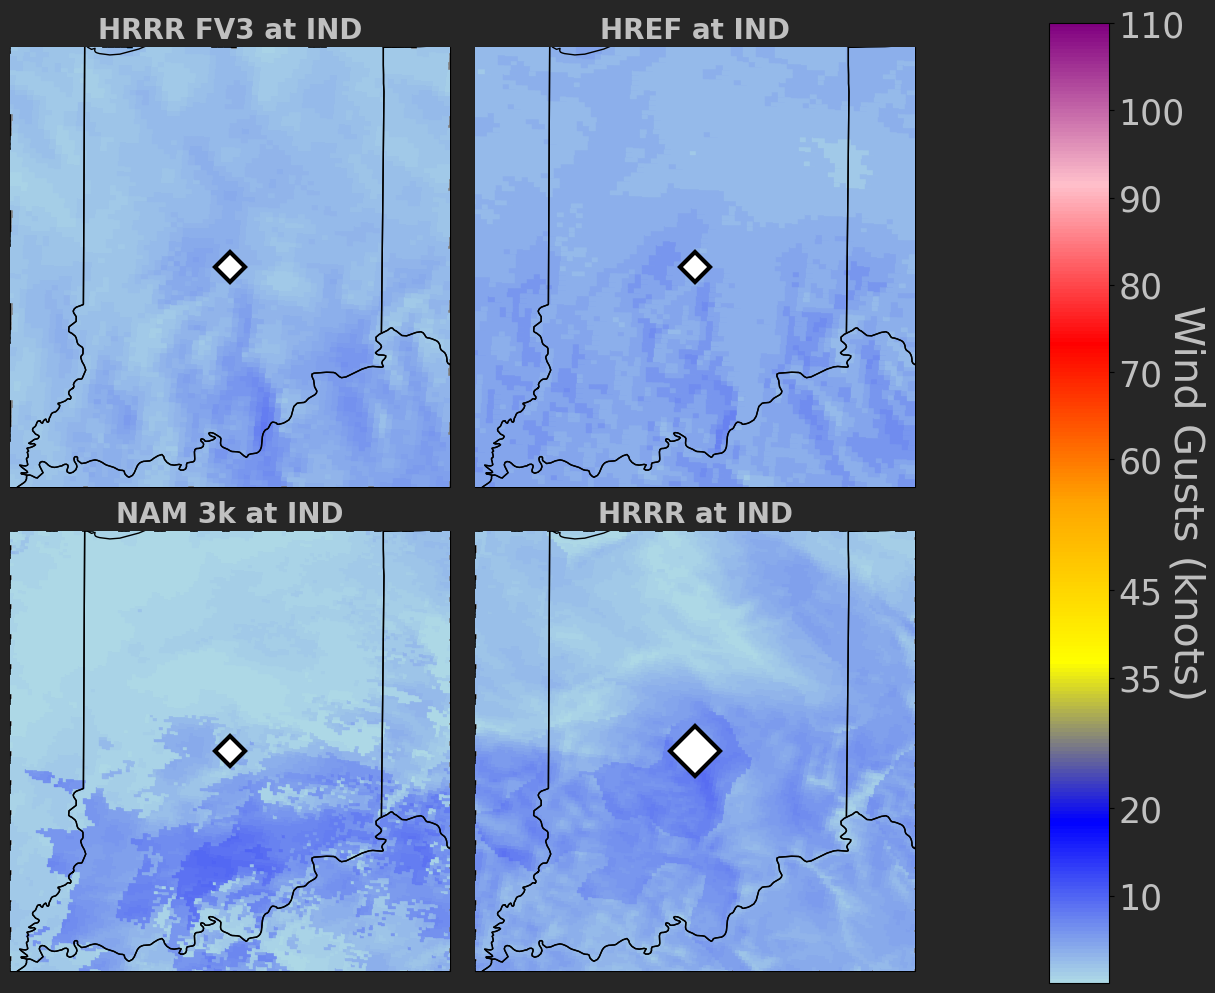 HRRR FV3 at IND
HREF at IND
NAM 3k at IND
HRRR at IND
110
100
90
80
70
60
45
35
20
10
Wind Gusts (knots)